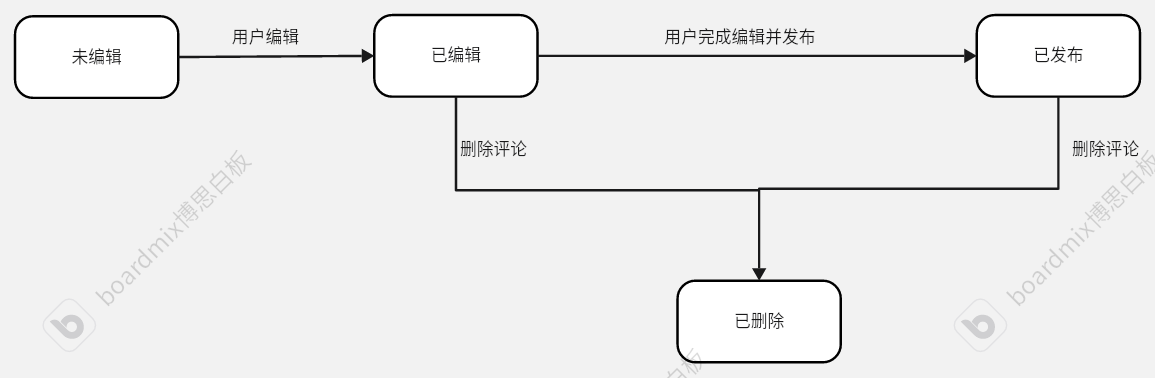 用户编辑
用户完成编辑并发布
未编辑
已编辑
已发布
删除评论
删除评论
已删除
boardmix博思白板
boardmix博思白板
白板